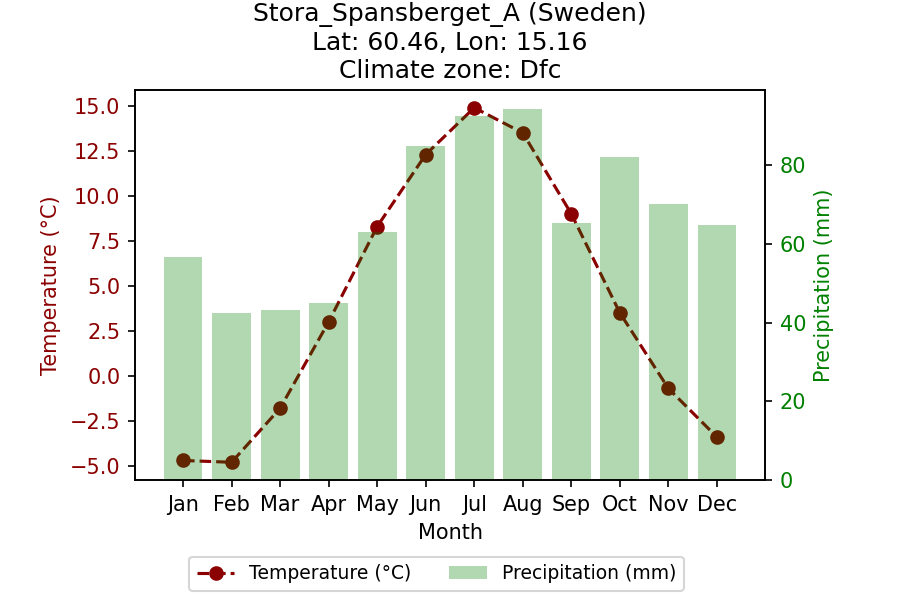 Stora_Spansberget_A (Sweden)
Lat: 60.46, Lon: 15.16
Climate zone: Dfc
15.0
12.5
10.0
7.5
5.0
2.5
0.0
−2.5
−5.0
Temperature (°C)
80
60
40
20
0
Precipitation (mm)
Jan Feb Mar Apr May Jun Jul Aug Sep Oct Nov Dec
Month
Temperature (°C) Precipitation (mm)